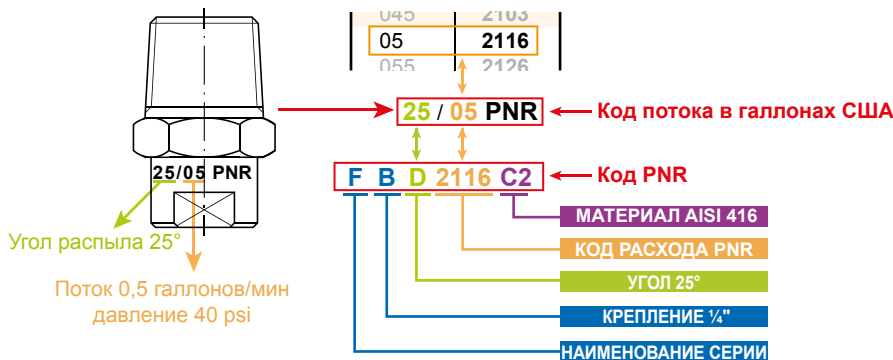 045 2103
05 2116
055 2126
25 / 05 PNR
Код потока в галлонах США
25/05 PNR
F B D 2116 C2
Код PNR
Угол распыла 25°
Поток 0,5 галлонов/мин
давление 40 psi
МАТЕРИАЛ AISI 416
КОД РАСХОДА PNR
УГОЛ 25°
КРЕПЛЕНИЕ ¼"
НАИМЕНОВАНИЕ СЕРИИ